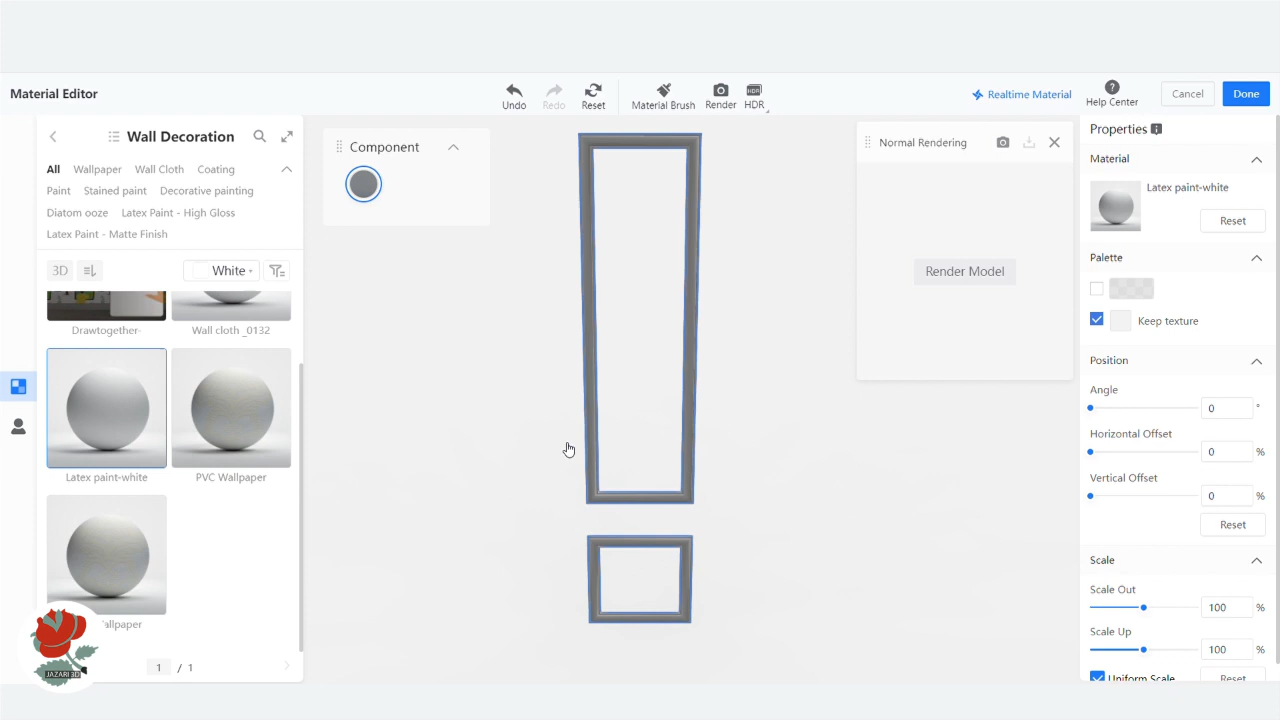 Material Editor
Undo
Redo
Reset
Material Brush
Render
HDR
HDR
Realtime Material
Help Center
Cancel
Done
Wall Decoration
All Wallpaper Wall Cloth Coating
Paint Stained paint Decorative painting
Diatom ooze Latex Paint - High Gloss
Latex Paint - Matte Finish
3D
White
Drawtogether-
Wall cloth _0132
Latex paint-white
PVC Wallpaper
allpaper
1 / 1
JAZARI 3D
Component
Normal Rendering
Render Model
Properties
Material
Latex paint-white
Reset
Palette
Keep texture
Position
Angle
0 °
Horizontal Offset
0 %
Vertical Offset
0 %
Reset
Scale
Scale Out
100 %
Scale Up
100 %
Uniform Scale
Reset